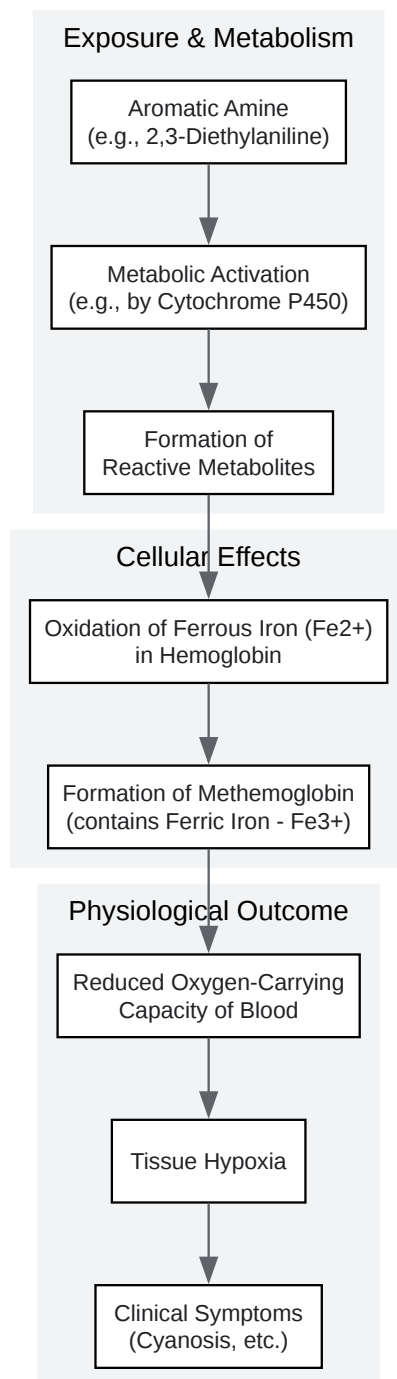 Exposure & Metabolism
Aromatic Amine
(e.g., 2,3-Diethylaniline)
Metabolic Activation
(e.g., by Cytochrome P450)
Formation of
Reactive Metabolites
Cellular Effects
Oxidation of Ferrous Iron (Fe2+)
in Hemoglobin
Formation of Methemoglobin
(contains Ferric Iron - Fe3+)
Physiological Outcome
Reduced Oxygen-Carrying
Capacity of Blood
Tissue Hypoxia
Clinical Symptoms
(Cyanosis, etc.)